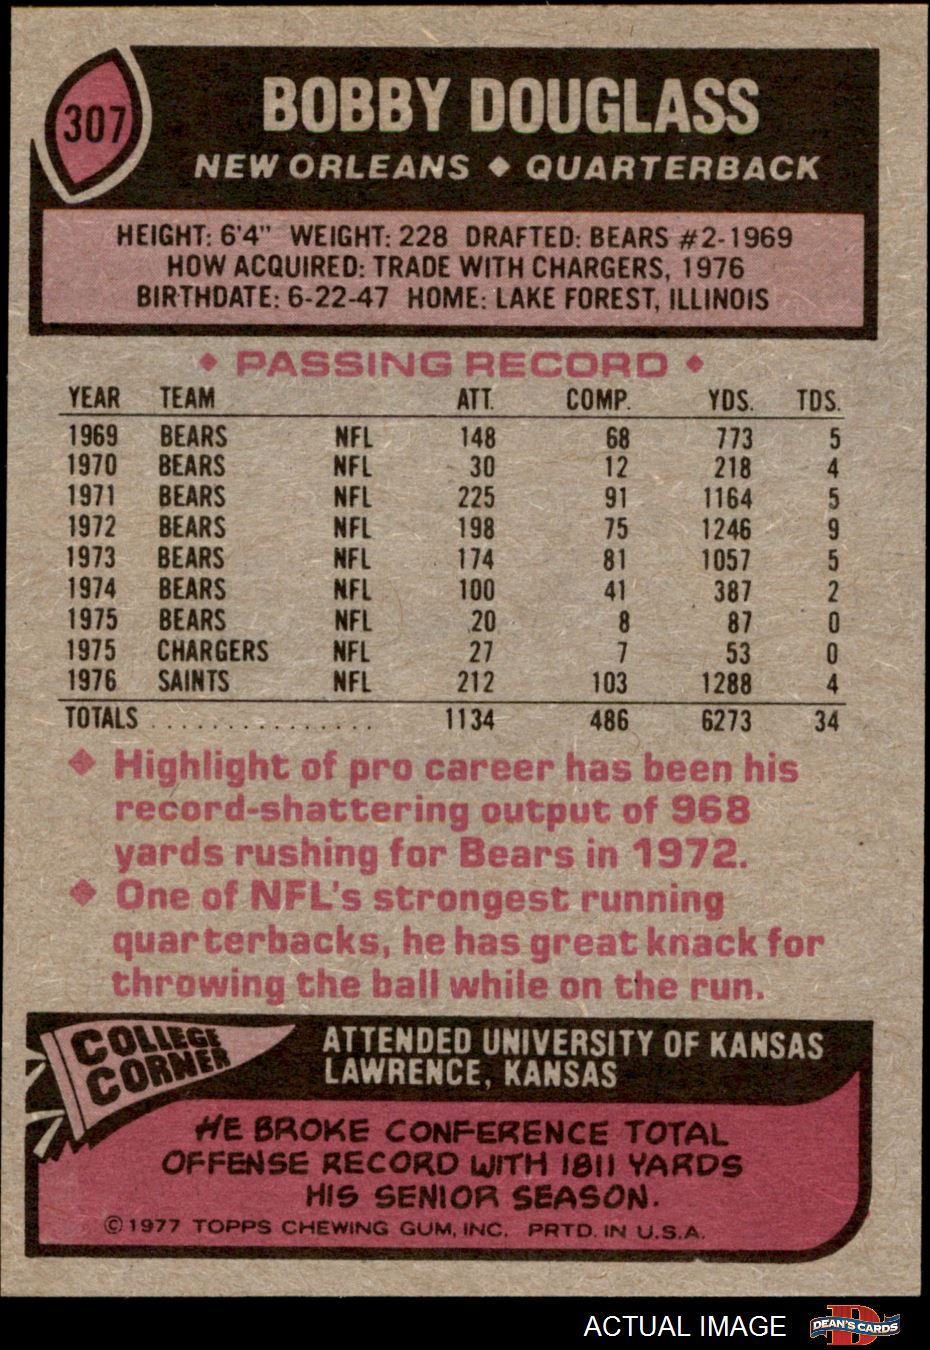 307
BOBBY DOUGLASS
NEW ORLEANS ◆ QUARTERBACK
HEIGHT: 6'4" WEIGHT: 228 DRAFTED: BEARS #2-1969
HOW ACQUIRED: TRADE WITH CHARGERS, 1976
BIRTHDATE: 6-22-47 HOME: LAKE FOREST, ILLINOIS
◆ PASSING RECORD ◆
YEAR TEAM ATT. COMP. YDS. TDS.
1969 BEARS NFL 148 68 773 5
1970 BEARS NFL 30 12 218 4
1971 BEARS NFL 225 91 1164 5
1972 BEARS NFL 198 75 1246 9
1973 BEARS NFL 174 81 1057 5
1974 BEARS NFL 100 41 387 2
1975 BEARS NFL 20 8 87 0
1975 CHARGERS NFL 27 7 53 0
1976 SAINTS NFL 212 103 1288 4
TOTALS . . . . . . . . . . . . . . . 1134 486 6273 34
◆ Highlight of pro career has been his
record-shattering output of 968
yards rushing for Bears in 1972.
◆ One of NFL's strongest running
quarterbacks, he has great knack for
throwing the ball while on the run.
COLLEGE
CORNER
ATTENDED UNIVERSITY OF KANSAS
LAWRENCE, KANSAS
HE BROKE CONFERENCE TOTAL
OFFENSE RECORD WITH 1811 YARDS
HIS SENIOR SEASON.
©1977 TOPPS CHEWING GUM, INC. PRTD. IN U.S.A.
ACTUAL IMAGE
D
DEAN'S CARDS